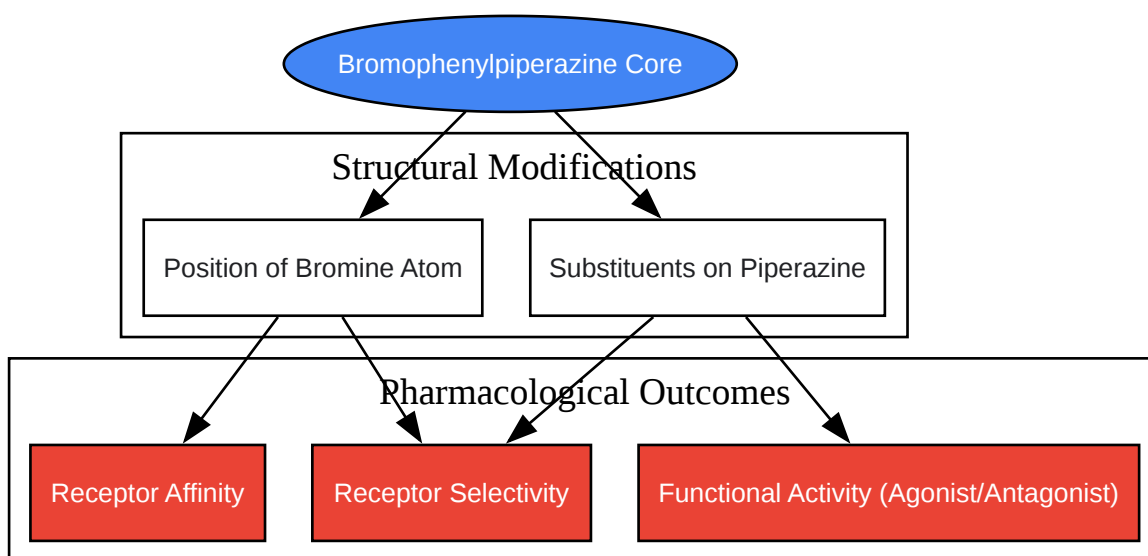 Bromophenylpiperazine Core
Structural Modifications
Position of Bromine Atom
Substituents on Piperazine
Pharmacological Outcomes
Receptor Affinity
Receptor Selectivity
Functional Activity (Agonist/Antagonist)